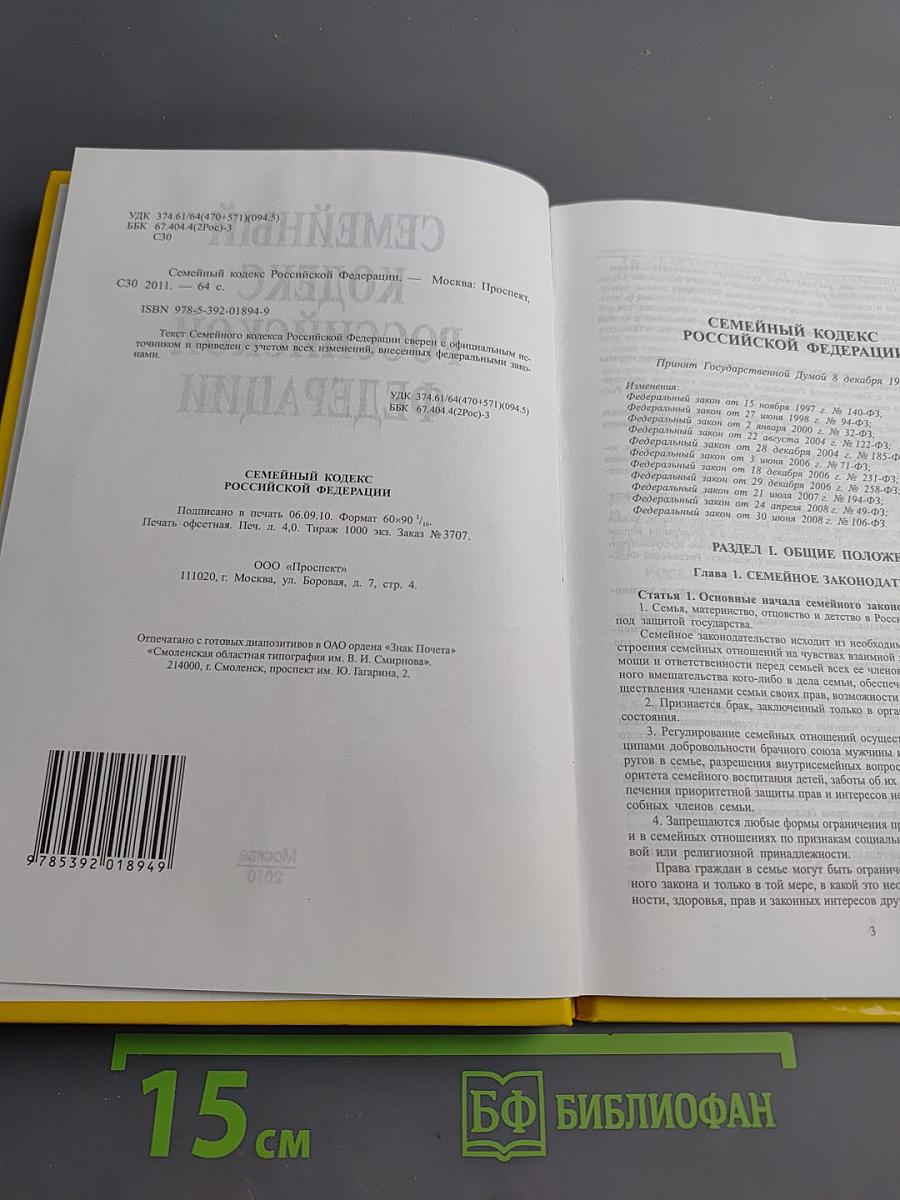 УДК 374.61/64(470+571)(094.5)
ББК 67.404.4(2Рос)-3
С30
Семейный кодекс Российской Федерации. — Москва: Проспект,
С30 2011. — 64 с.
ISBN 978-5-392-01894-9
Текст Семейного кодекса Российской Федерации сверен с официальным ис-
точником и приведен с учетом всех изменений, внесенных федеральными зако-
нами.
УДК 374.61/64(470+571)(094.5)
ББК 67.404.4(2Рос)-3
СЕМЕЙНЫЙ КОДЕКС
РОССИЙСКОЙ ФЕДЕРАЦИИ
Подписано в печать 06.09.10. Формат 60×90 1/16.
Печать офсетная. Печ. л. 4,0. Тираж 1000 экз. Заказ № 3707.
ООО «Проспект»
111020, г. Москва, ул. Боровая, д. 7, стр. 4.
Отпечатано с готовых диапозитивов в ОАО ордена «Знак Почета»
«Смоленская областная типография им. В. И. Смирнова».
214000, г. Смоленск, проспект им. Ю. Гагарина, 2.
9 785392 018949
СЕМЕЙНЫЙ
КОДЕКС
РОССИЙСКОЙ
ФЕДЕРАЦИИ
Москва
2010
СЕМЕЙНЫЙ КОДЕКС
РОССИЙСКОЙ ФЕДЕРАЦИИ
Принят Государственной Думой 8 декабря 19
Изменения:
Федеральный закон от 15 ноября 1997 г. № 140-ФЗ;
Федеральный закон от 27 июня 1998 г. № 94-ФЗ;
Федеральный закон от 2 января 2000 г. № 32-ФЗ;
Федеральный закон от 22 августа 2004 г. № 122-ФЗ;
Федеральный закон от 28 декабря 2004 г. № 185-Ф
Федеральный закон от 3 июня 2006 г. № 71-ФЗ;
Федеральный закон от 18 декабря 2006 г. № 231-ФЗ;
Федеральный закон от 29 декабря 2006 г. № 258-ФЗ;
Федеральный закон от 21 июля 2007 г. № 194-ФЗ;
Федеральный закон от 24 апреля 2008 г. № 49-ФЗ;
Федеральный закон от 30 июня 2008 г. № 106-ФЗ.
РАЗДЕЛ I. ОБЩИЕ ПОЛОЖЕ
Глава 1. СЕМЕЙНОЕ ЗАКОНОДАТ
Статья 1. Основные начала семейного законо
1. Семья, материнство, отцовство и детство в Росси
под защитой государства.
Семейное законодательство исходит из необходим
строения семейных отношений на чувствах взаимной
мощи и ответственности перед семьей всех ее членов
ного вмешательства кого-либо в дела семьи, обеспече
ществления членами семьи своих прав, возможности
2. Признается брак, заключенный только в орга
состояния.
3. Регулирование семейных отношений осущест
ципами добровольности брачного союза мужчины и
ругов в семье, разрешения внутрисемейных вопрос
оритета семейного воспитания детей, заботы об их
печения приоритетной защиты прав и интересов не
собных членов семьи.
4. Запрещаются любые формы ограничения пр
и в семейных отношениях по признакам социальн
вой или религиозной принадлежности.
Права граждан в семье могут быть ограниче
ного закона и только в той мере, в какой это нео
ности, здоровья, прав и законных интересов дру
3
15 см
БФ БИБЛИОФАН